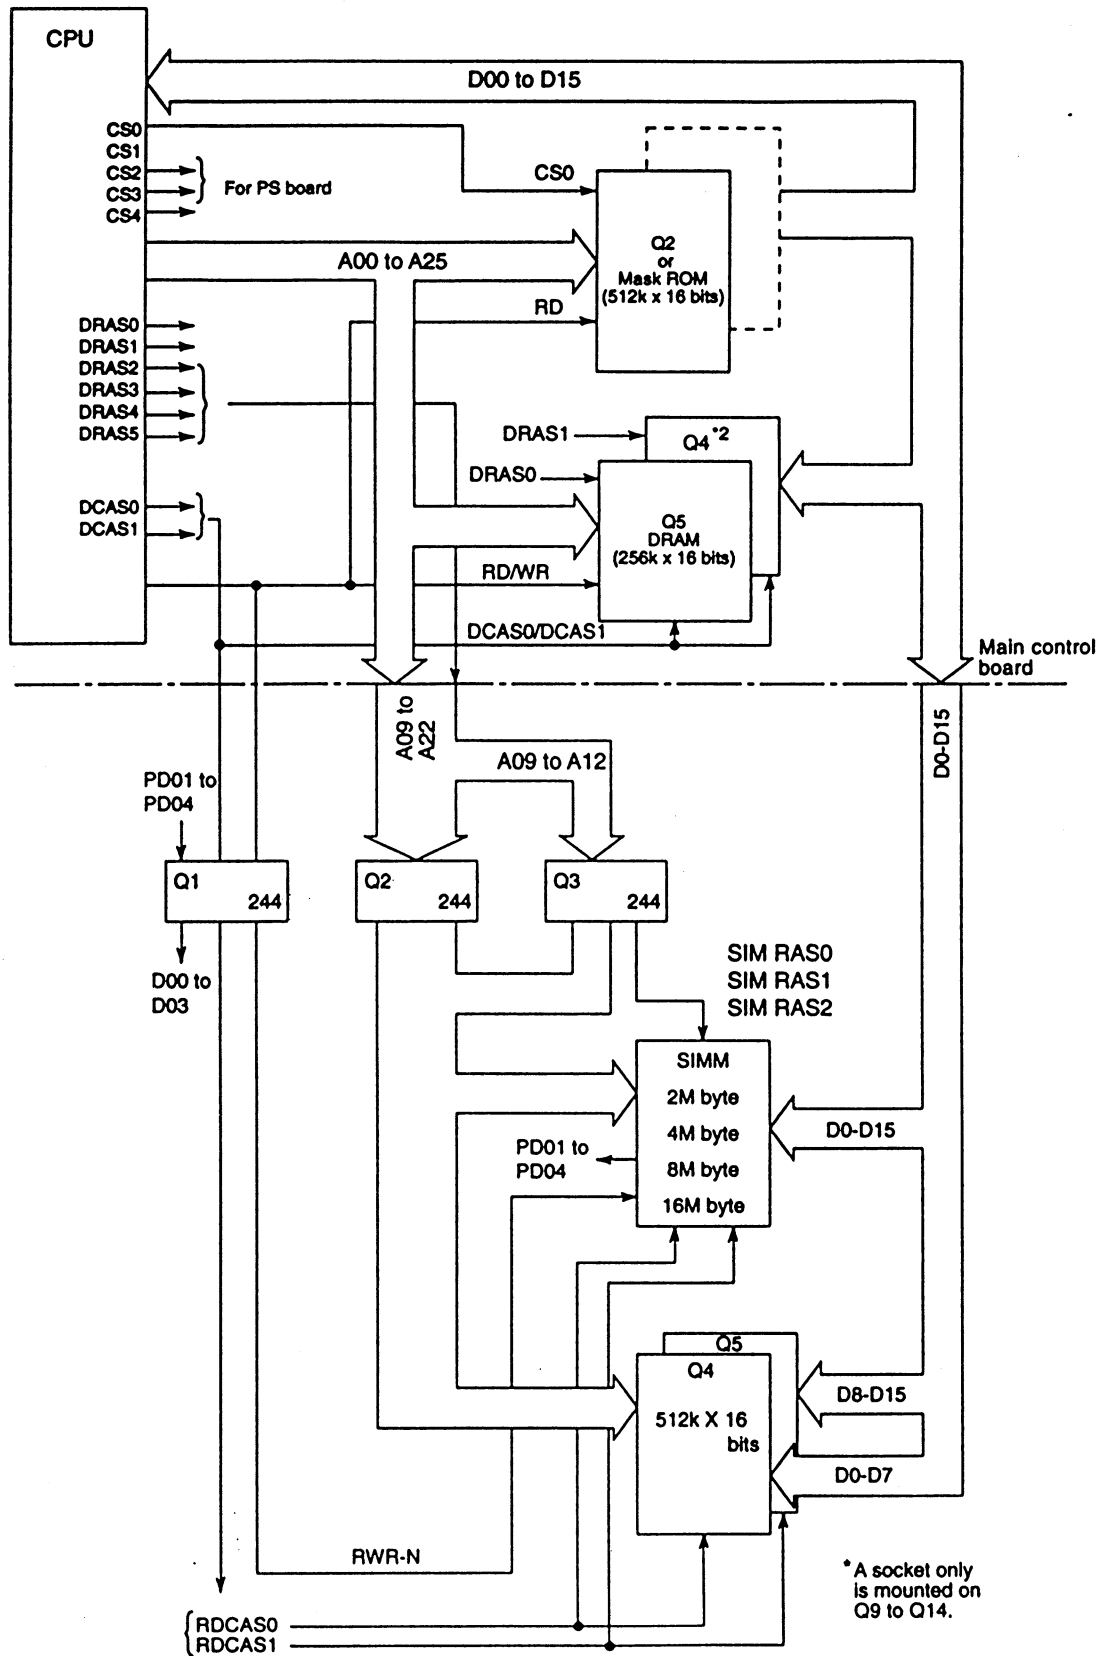 CPU
D00 to D15
CS0
CS1
CS2
CS3
CS4
For PS board
CS0
Q2
or
Mask ROM
(512k x 16 bits)
A00 to A25
RD
DRAS0
DRAS1
DRAS2
DRAS3
DRAS4
DRAS5
DRAS1
Q4*2
DRAS0
Q5
DRAM
(256k x 16 bits)
DCAS0
DCAS1
RD/WR
DCAS0/DCAS1
Main control
board
A09 to
A22
D0-D15
A09 to A12
PD01 to
PD04
Q1
244
Q2
244
Q3
244
D00 to
D03
SIM RAS0
SIM RAS1
SIM RAS2
SIMM
2M byte
4M byte
8M byte
16M byte
PD01 to
PD04
D0-D15
Q5
Q4
512k X 16
bits
D8-D15
D0-D7
RWR-N
*A socket only
is mounted on
Q9 to Q14.
RDCAS0
RDCAS1